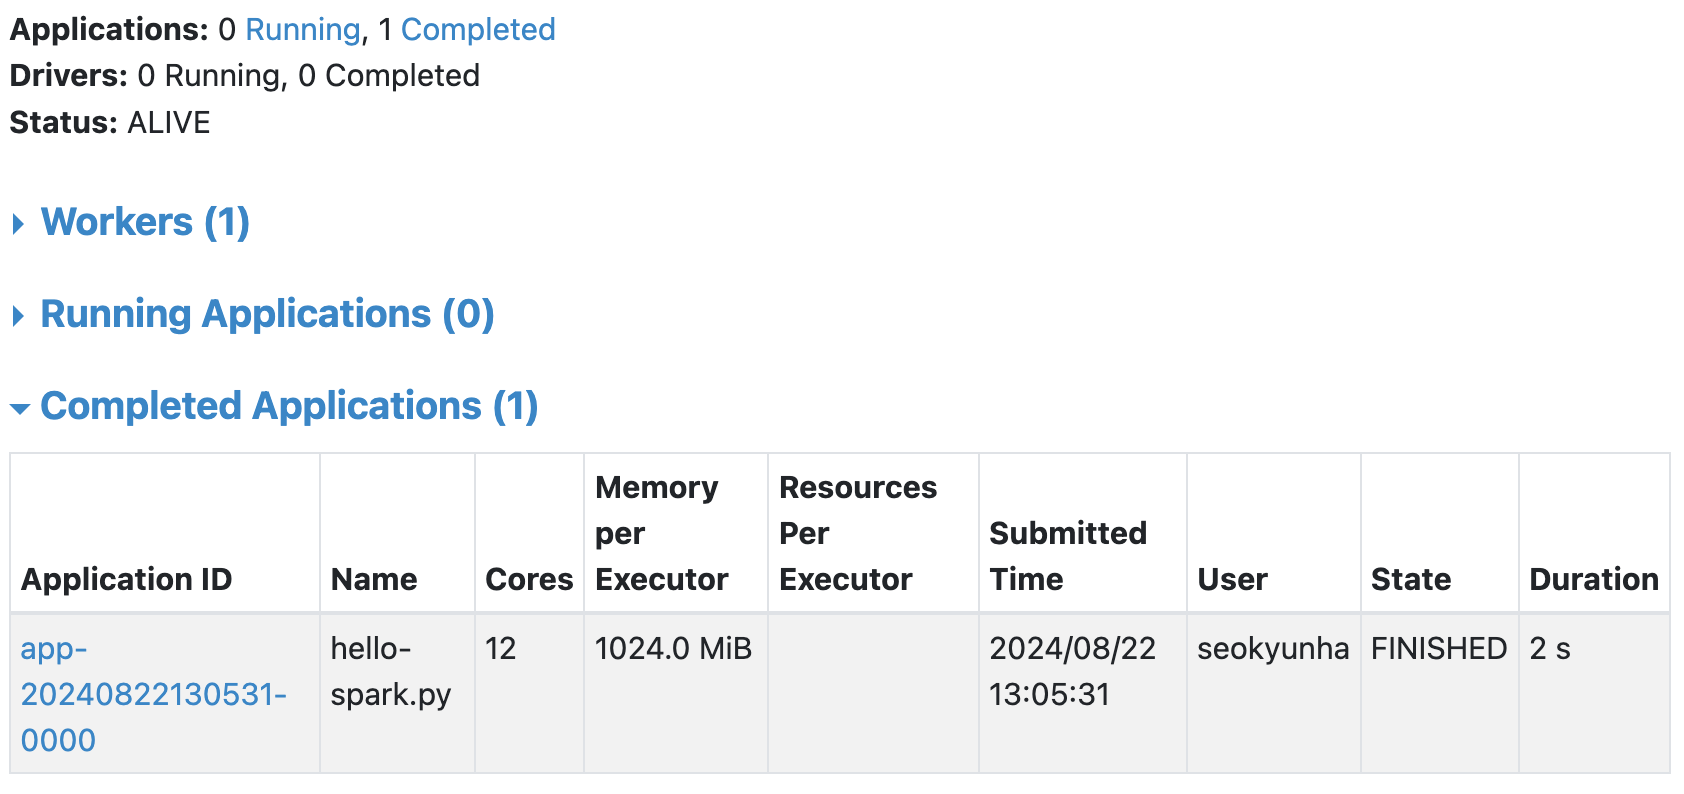 Applications: 0 Running, 1 Completed
Drivers: 0 Running, 0 Completed
Status: ALIVE
Workers (1)
Running Applications (0)
Completed Applications (1)
Application ID
Name
Cores
Memory
per
Executor
Resources
Per
Executor
Submitted
Time
User
State
Duration
app-
20240822130531-
0000
hello-
spark.py
12
1024.0 MiB
2024/08/22
13:05:31
seokyunha
FINISHED
2 s